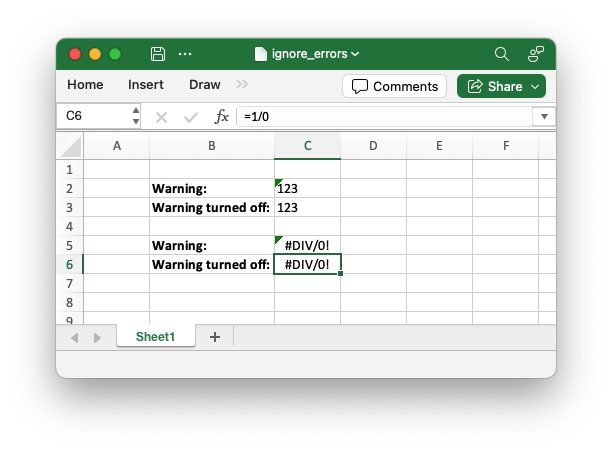 ignore_errors
Home Insert Draw >> Comments Share
C6 fx =1/0
A B C D E F
1
2 Warning: 123
3 Warning turned off: 123
4
5 Warning: #DIV/0!
6 Warning turned off: #DIV/0!
7
8
9
Sheet1 +